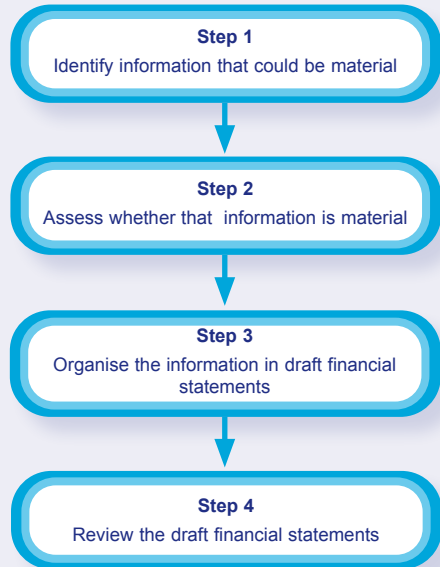 Step 1
Identify information that could be material
Step 2
Assess whether that information is material
Step 3
Organise the information in draft financial
statements
Step 4
Review the draft financial statements